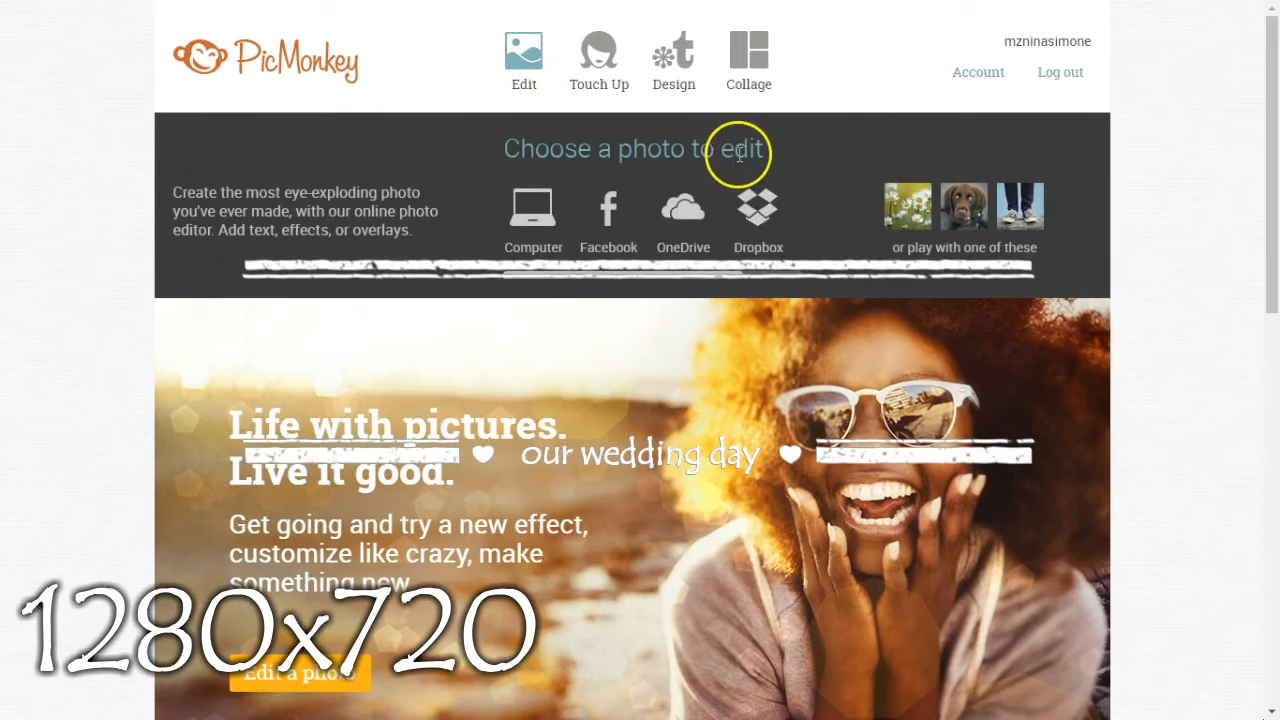 PicMonkey
Edit
Touch Up
Design
Collage
mzninasimone
Account
Log out
Choose a photo to edit
Create the most eye-exploding photo
you've ever made, with our online photo
editor. Add text, effects, or overlays.
Computer
Facebook
OneDrive
Dropbox
or play with one of these
Life with pictures.
Live it good.
our wedding day
Get going and try a new effect,
customize like crazy, make
something new.
1280x720
Edit a photo